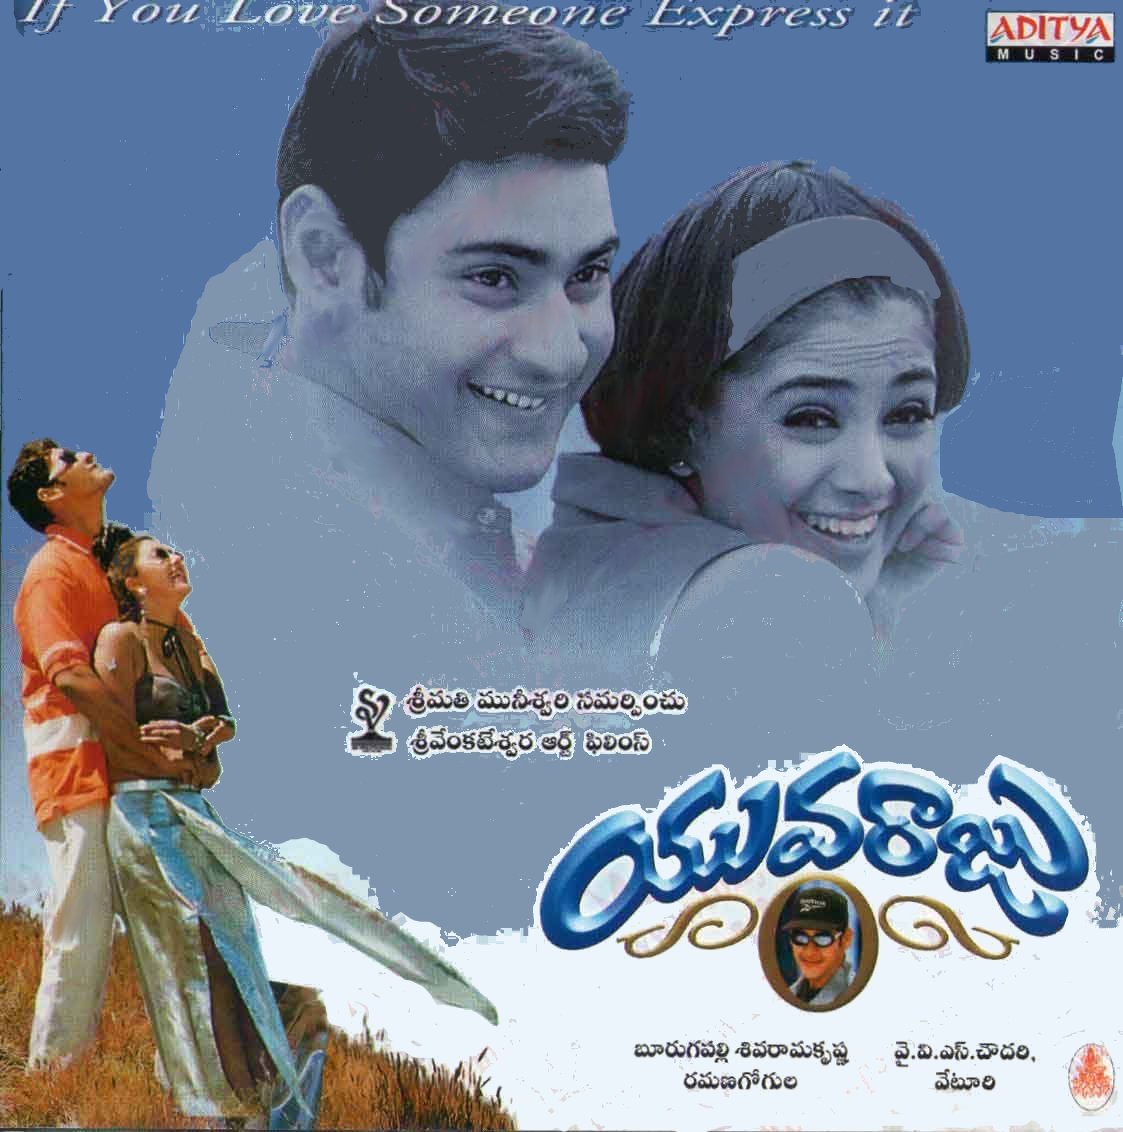 If You Love Someone Express it
ADITYA
MUSIC
శ్రీమతి మునీశ్వరి సమర్పించు
శ్రీవేంకటేశ్వర ఆర్ట్ ఫిలింస్
యువరాజు
బూరుగపల్లి శివరామకృష్ణ
వై.వి.ఎస్.చౌదరి,
రమణగోగుల
వేటూరి